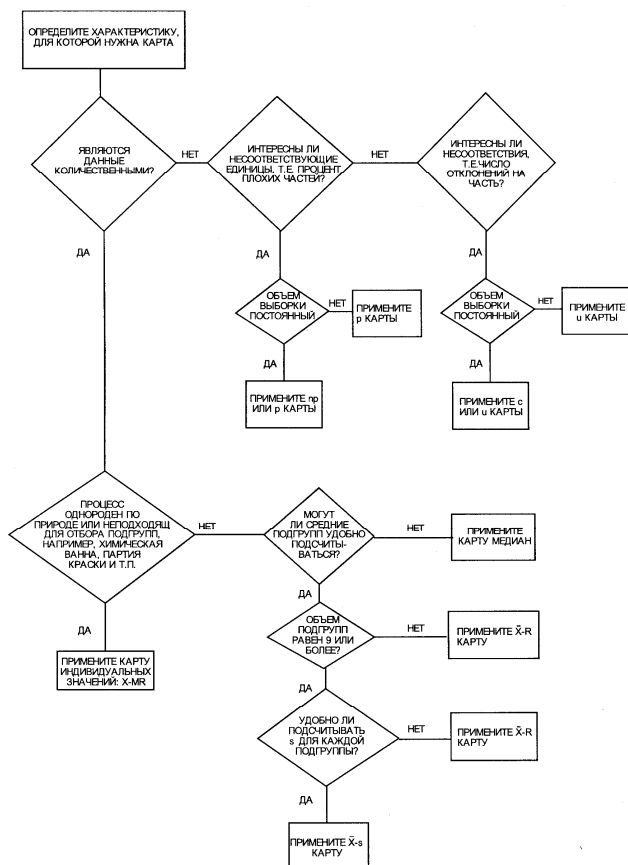 ОПРЕДЕЛИТЕ ХАРАКТЕРИСТИКУ,
ДЛЯ КОТОРОЙ НУЖНА КАРТА
ЯВЛЯЮТСЯ
ДАННЫЕ
КОЛИЧЕСТВЕННЫМИ?
НЕТ
ИНТЕРЕСНЫ ЛИ
НЕСООТВЕТСТВУЮЩИЕ
ЕДИНИЦЫ. Т.Е. ПРОЦЕНТ
ПЛОХИХ ЧАСТЕЙ?
НЕТ
ИНТЕРЕСНЫ ЛИ
НЕСООТВЕТСТВИЯ,
Т.Е.ЧИСЛО
ОТКЛОНЕНИЙ НА
ЧАСТЬ?
ДА
ДА
ДА
ОБЪЕМ
ВЫБОРКИ
ПОСТОЯННЫЙ
НЕТ
ПРИМЕНИТЕ
p КАРТЫ
ОБЪЕМ
ВЫБОРКИ
ПОСТОЯННЫЙ
НЕТ
ПРИМЕНИТЕ
u КАРТЫ
ДА
ДА
ПРИМЕНИТЕ np
ИЛИ p КАРТЫ
ПРИМЕНИТЕ c
ИЛИ u КАРТЫ
ПРОЦЕСС
ОДНОРОДЕН ПО
ПРИРОДЕ ИЛИ НЕПОДХОДЯЩ
ДЛЯ ОТБОРА ПОДГРУПП,
НАПРИМЕР, ХИМИЧЕСКАЯ
ВАННА, ПАРТИЯ
КРАСКИ И Т.П.
НЕТ
МОГУТ
ЛИ СРЕДНИЕ
ПОДГРУПП УДОБНО
ПОДСЧИТЫ-
ВАТЬСЯ?
НЕТ
ПРИМЕНИТЕ
КАРТУ МЕДИАН
ДА
ДА
ПРИМЕНИТЕ КАРТУ
ИНДИВИДУАЛЬНЫХ
ЗНАЧЕНИЙ: X-MR
ОБЪЕМ
ПОДГРУПП
РАВЕН 9 ИЛИ
БОЛЕЕ?
НЕТ
ПРИМЕНИТЕ X̄-R
КАРТУ
ДА
УДОБНО ЛИ
ПОДСЧИТЫВАТЬ
s ДЛЯ КАЖДОЙ
ПОДГРУППЫ?
НЕТ
ПРИМЕНИТЕ X̄-R
КАРТУ
ДА
ПРИМЕНИТЕ X̄-s
КАРТУ